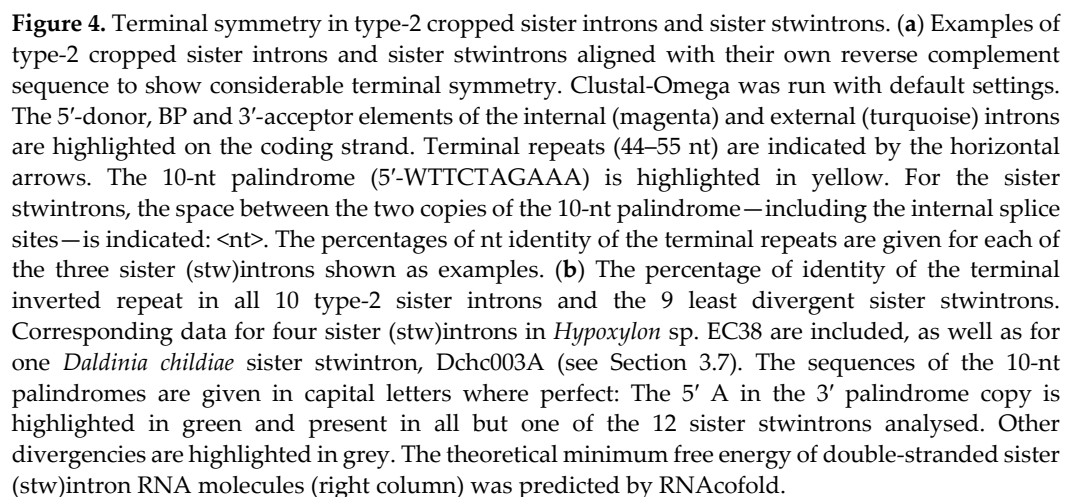 Figure 4. Terminal symmetry in type-2 cropped sister introns and sister stwintrons. (a) Examples of
type-2 cropped sister introns and sister stwintrons aligned with their own reverse complement
sequence to show considerable terminal symmetry. Clustal-Omega was run with default settings.
The 5′-donor, BP and 3′-acceptor elements of the internal (magenta) and external (turquoise) introns
are highlighted on the coding strand. Terminal repeats (44–55 nt) are indicated by the horizontal
arrows. The 10-nt palindrome (5′-WTTCTAGAAA) is highlighted in yellow. For the sister
stwintrons, the space between the two copies of the 10-nt palindrome—including the internal splice
sites—is indicated: <nt>. The percentages of nt identity of the terminal repeats are given for each of
the three sister (stw)introns shown as examples. (b) The percentage of identity of the terminal
inverted repeat in all 10 type-2 sister introns and the 9 least divergent sister stwintrons.
Corresponding data for four sister (stw)introns in Hypoxylon sp. EC38 are included, as well as for
one Daldinia childiae sister stwintron, Dchc003A (see Section 3.7). The sequences of the 10-nt
palindromes are given in capital letters where perfect: The 5′ A in the 3′ palindrome copy is
highlighted in green and present in all but one of the 12 sister stwintrons analysed. Other
divergencies are highlighted in grey. The theoretical minimum free energy of double-stranded sister
(stw)intron RNA molecules (right column) was predicted by RNAcofold.